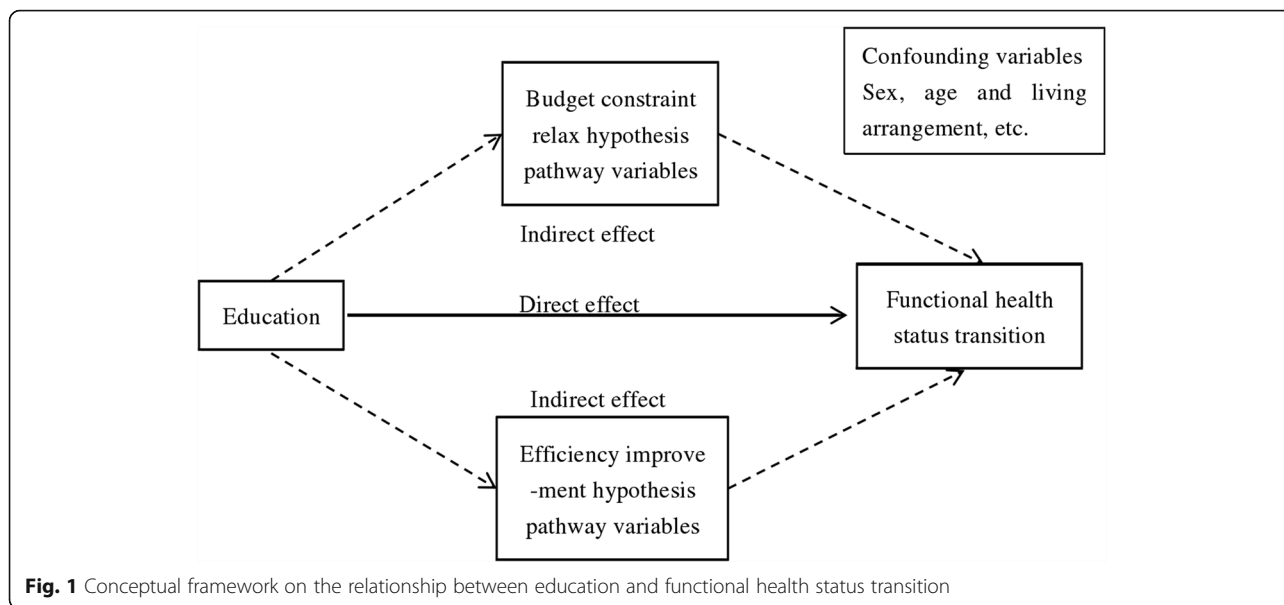 Budget constraint
relax hypothesis
pathway variables
Confounding variables
Sex, age and living
arrangement, etc.
Indirect effect
Education
Direct effect
Functional health
status transition
Indirect effect
Efficiency improve
-ment hypothesis
pathway variables
Fig. 1 Conceptual framework on the relationship between education and functional health status transition